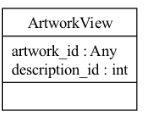 ArtworkView
artwork_id : Any
description_id : int